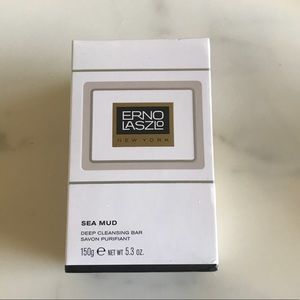 ERNO
LASZLO
NEW YORK
SEA MUD
DEEP CLEANSING BAR
SAVON PURIFIANT
150g ℮ NET WT 5.3 oz.